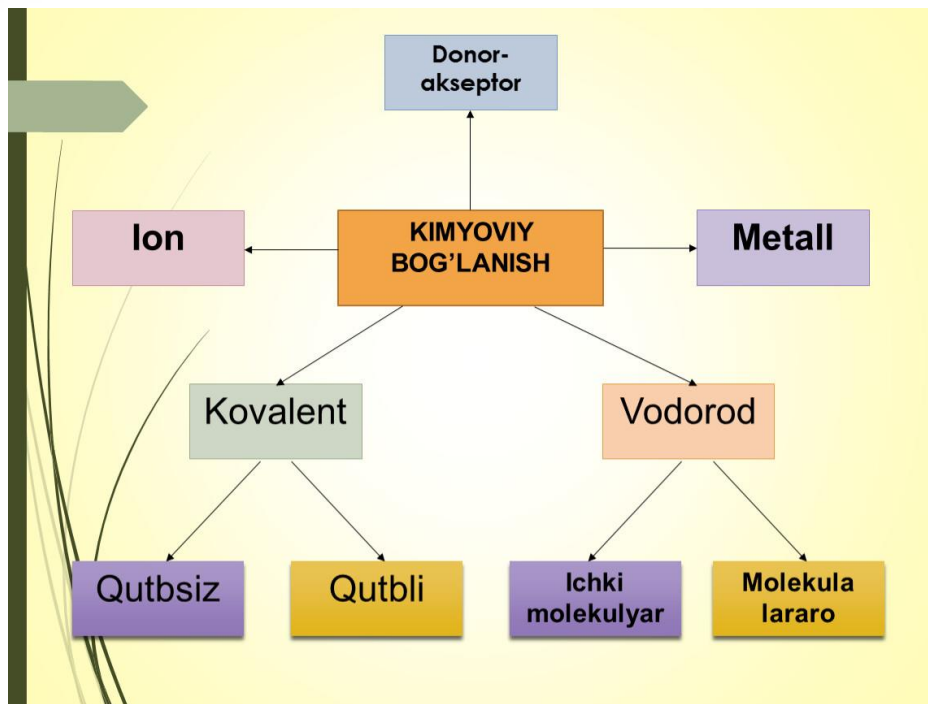 Donor-
akseptor
Ion
KIMYOVIY
BOG’LANISH
Metall
Kovalent
Vodorod
Qutbsiz
Qutbli
Ichki
molekulyar
Molekula
lararo